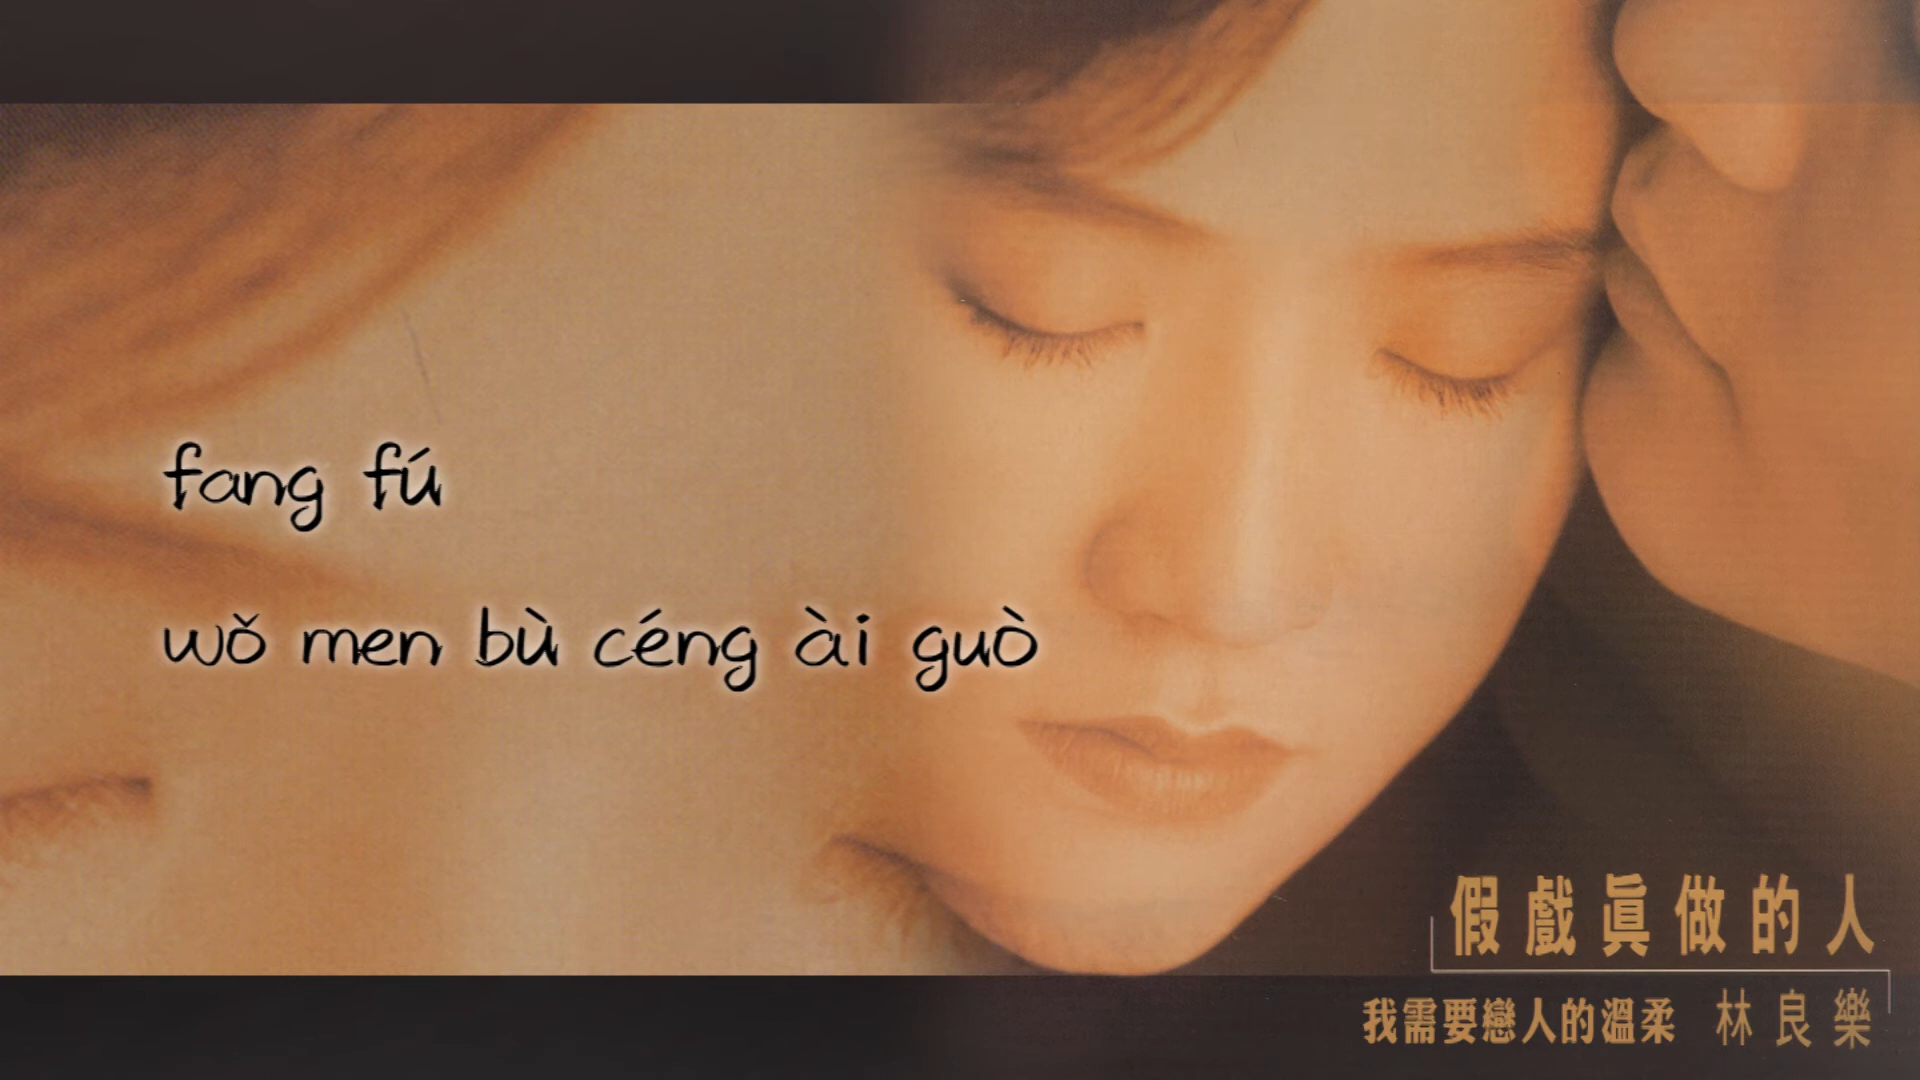 fang fú
wǒ men bù céng ài guò
假戲眞做的人
我需要戀人的溫柔 林良樂